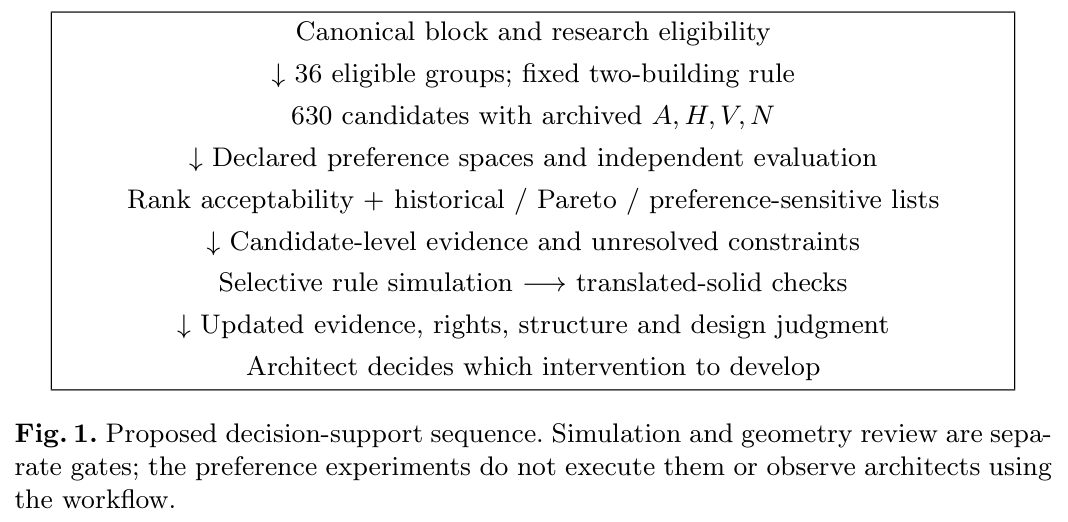 Canonical block and research eligibility
↓ 36 eligible groups; fixed two-building rule
630 candidates with archived A, H, V, N
↓ Declared preference spaces and independent evaluation
Rank acceptability + historical / Pareto / preference-sensitive lists
↓ Candidate-level evidence and unresolved constraints
Selective rule simulation ⟶ translated-solid checks
↓ Updated evidence, rights, structure and design judgment
Architect decides which intervention to develop
Fig. 1. Proposed decision-support sequence. Simulation and geometry review are sepa-
rate gates; the preference experiments do not execute them or observe architects using
the workflow.